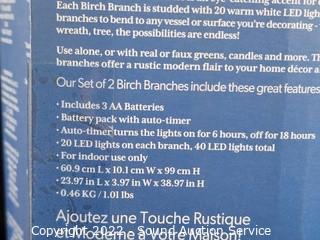 Each Birch Branch is studded with 20 warm white LED light
branches to bend to any vessel or surface you're decorating -
wreath, tree, the possibilities are endless!
Use alone, or with real or faux greens, candles and more. Th
branches offer a rustic modern flair to your home décor a
Our Set of 2 Birch Branches include these great features
• Includes 3 AA Batteries
• Battery pack with auto-timer
• Auto-timer turns the lights on for 6 hours, off for 18 hours
• 20 LED lights on each branch, 40 LED lights total
• For indoor use only
• 60.9 cm L x 10.1 cm W x 99 cm H
• 23.97 in L x 3.97 in W x 38.97 in H
• 0.46 KG / 1.01 lbs
Ajoutez une Touche Rustique
et Moderne à Votre Maison!
Copyright 2022 - Sound Auction Service